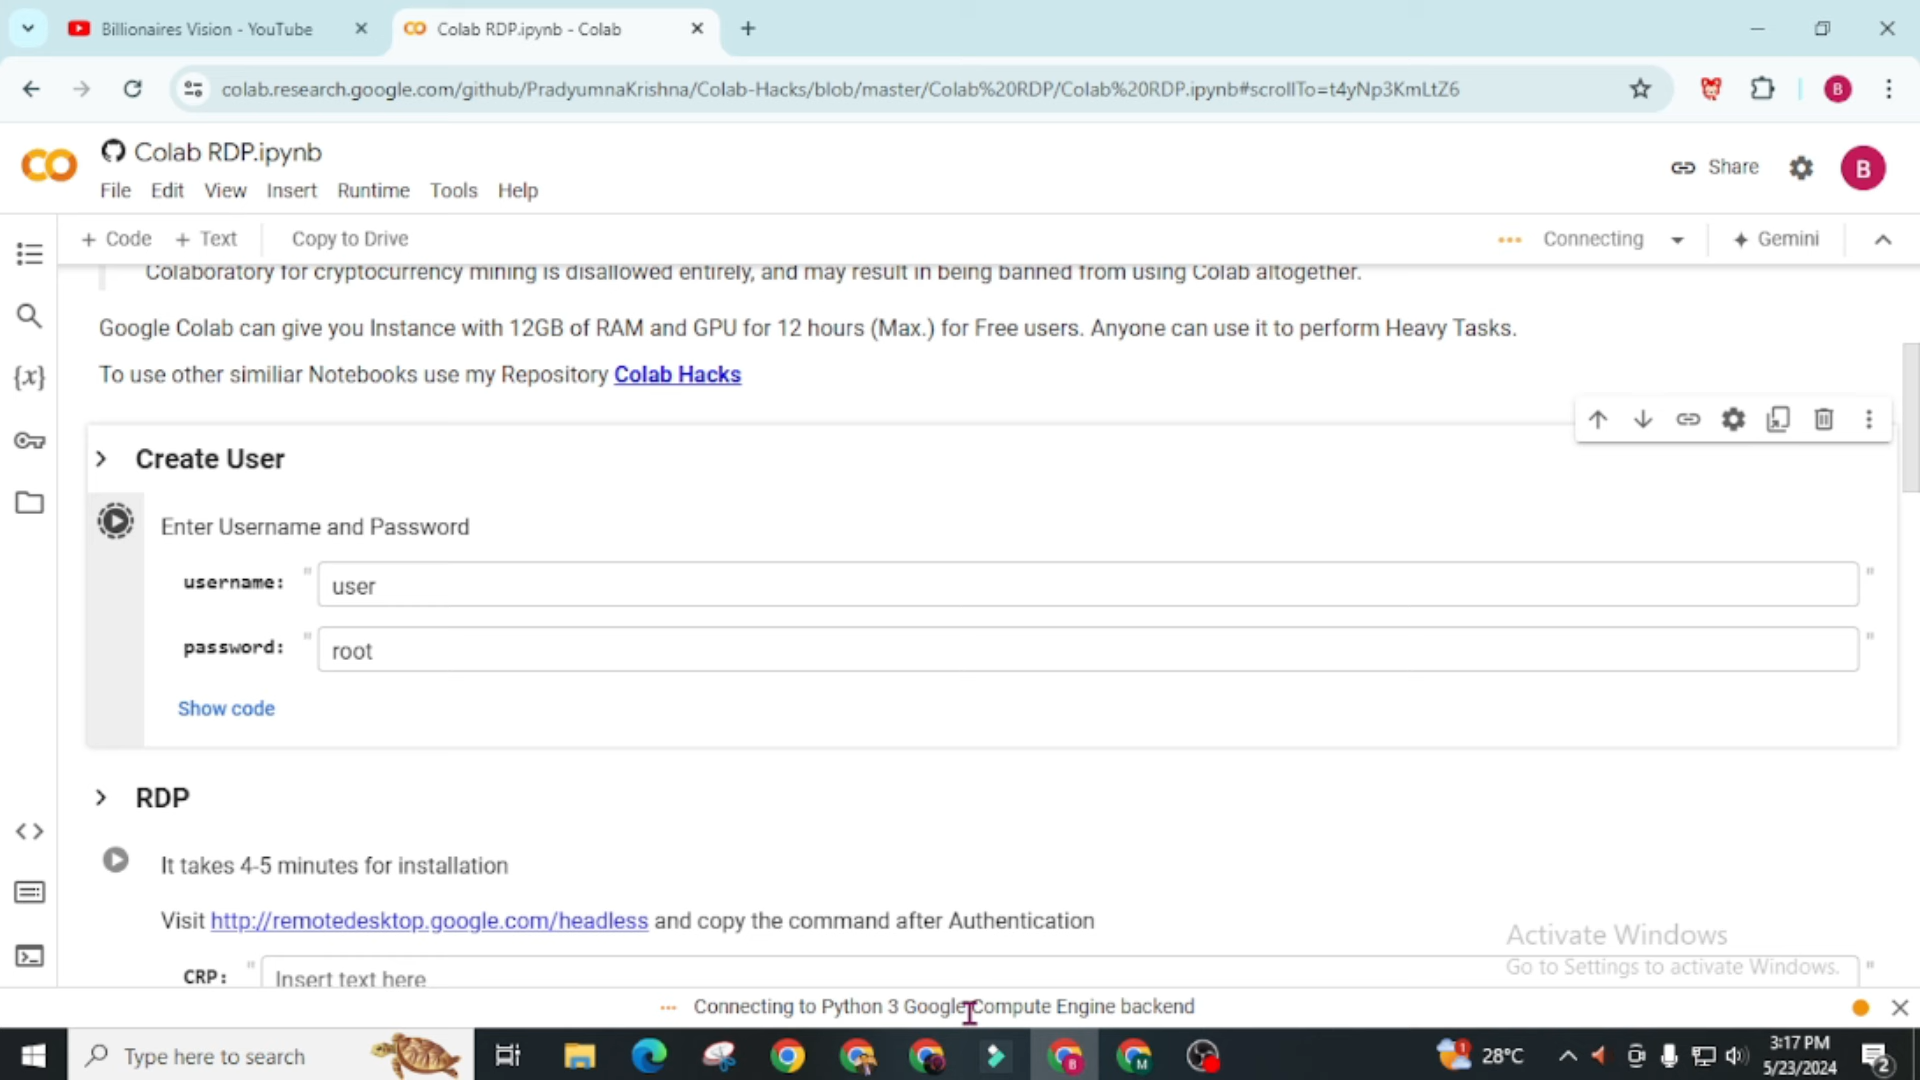 Billionaires Vision - YouTube
Colab RDP.ipynb - Colab
colab.research.google.com/github/PradyumnaKrishna/Colab-Hacks/blob/master/Colab%20RDP/Colab%20RDP.ipynb#scrollTo=t4yNp3KmLtZ6
B
CO
Colab RDP.ipynb
Share
B
File Edit View Insert Runtime Tools Help
+ Code + Text Copy to Drive
Connecting
Gemini
Colaboratory for cryptocurrency mining is disallowed entirely, and may result in being banned from using Colab altogether.
Google Colab can give you Instance with 12GB of RAM and GPU for 12 hours (Max.) for Free users. Anyone can use it to perform Heavy Tasks.
To use other similiar Notebooks use my Repository Colab Hacks
{x}
Create User
Enter Username and Password
username: " user "
password: " root "
Show code
RDP
It takes 4-5 minutes for installation
Visit http://remotedesktop.google.com/headless and copy the command after Authentication
CRP: " Insert text here "
Activate Windows
Go to Settings to activate Windows.
Connecting to Python 3 Google Compute Engine backend
Type here to search
B
M
1
28°C
3:17 PM
5/23/2024
2